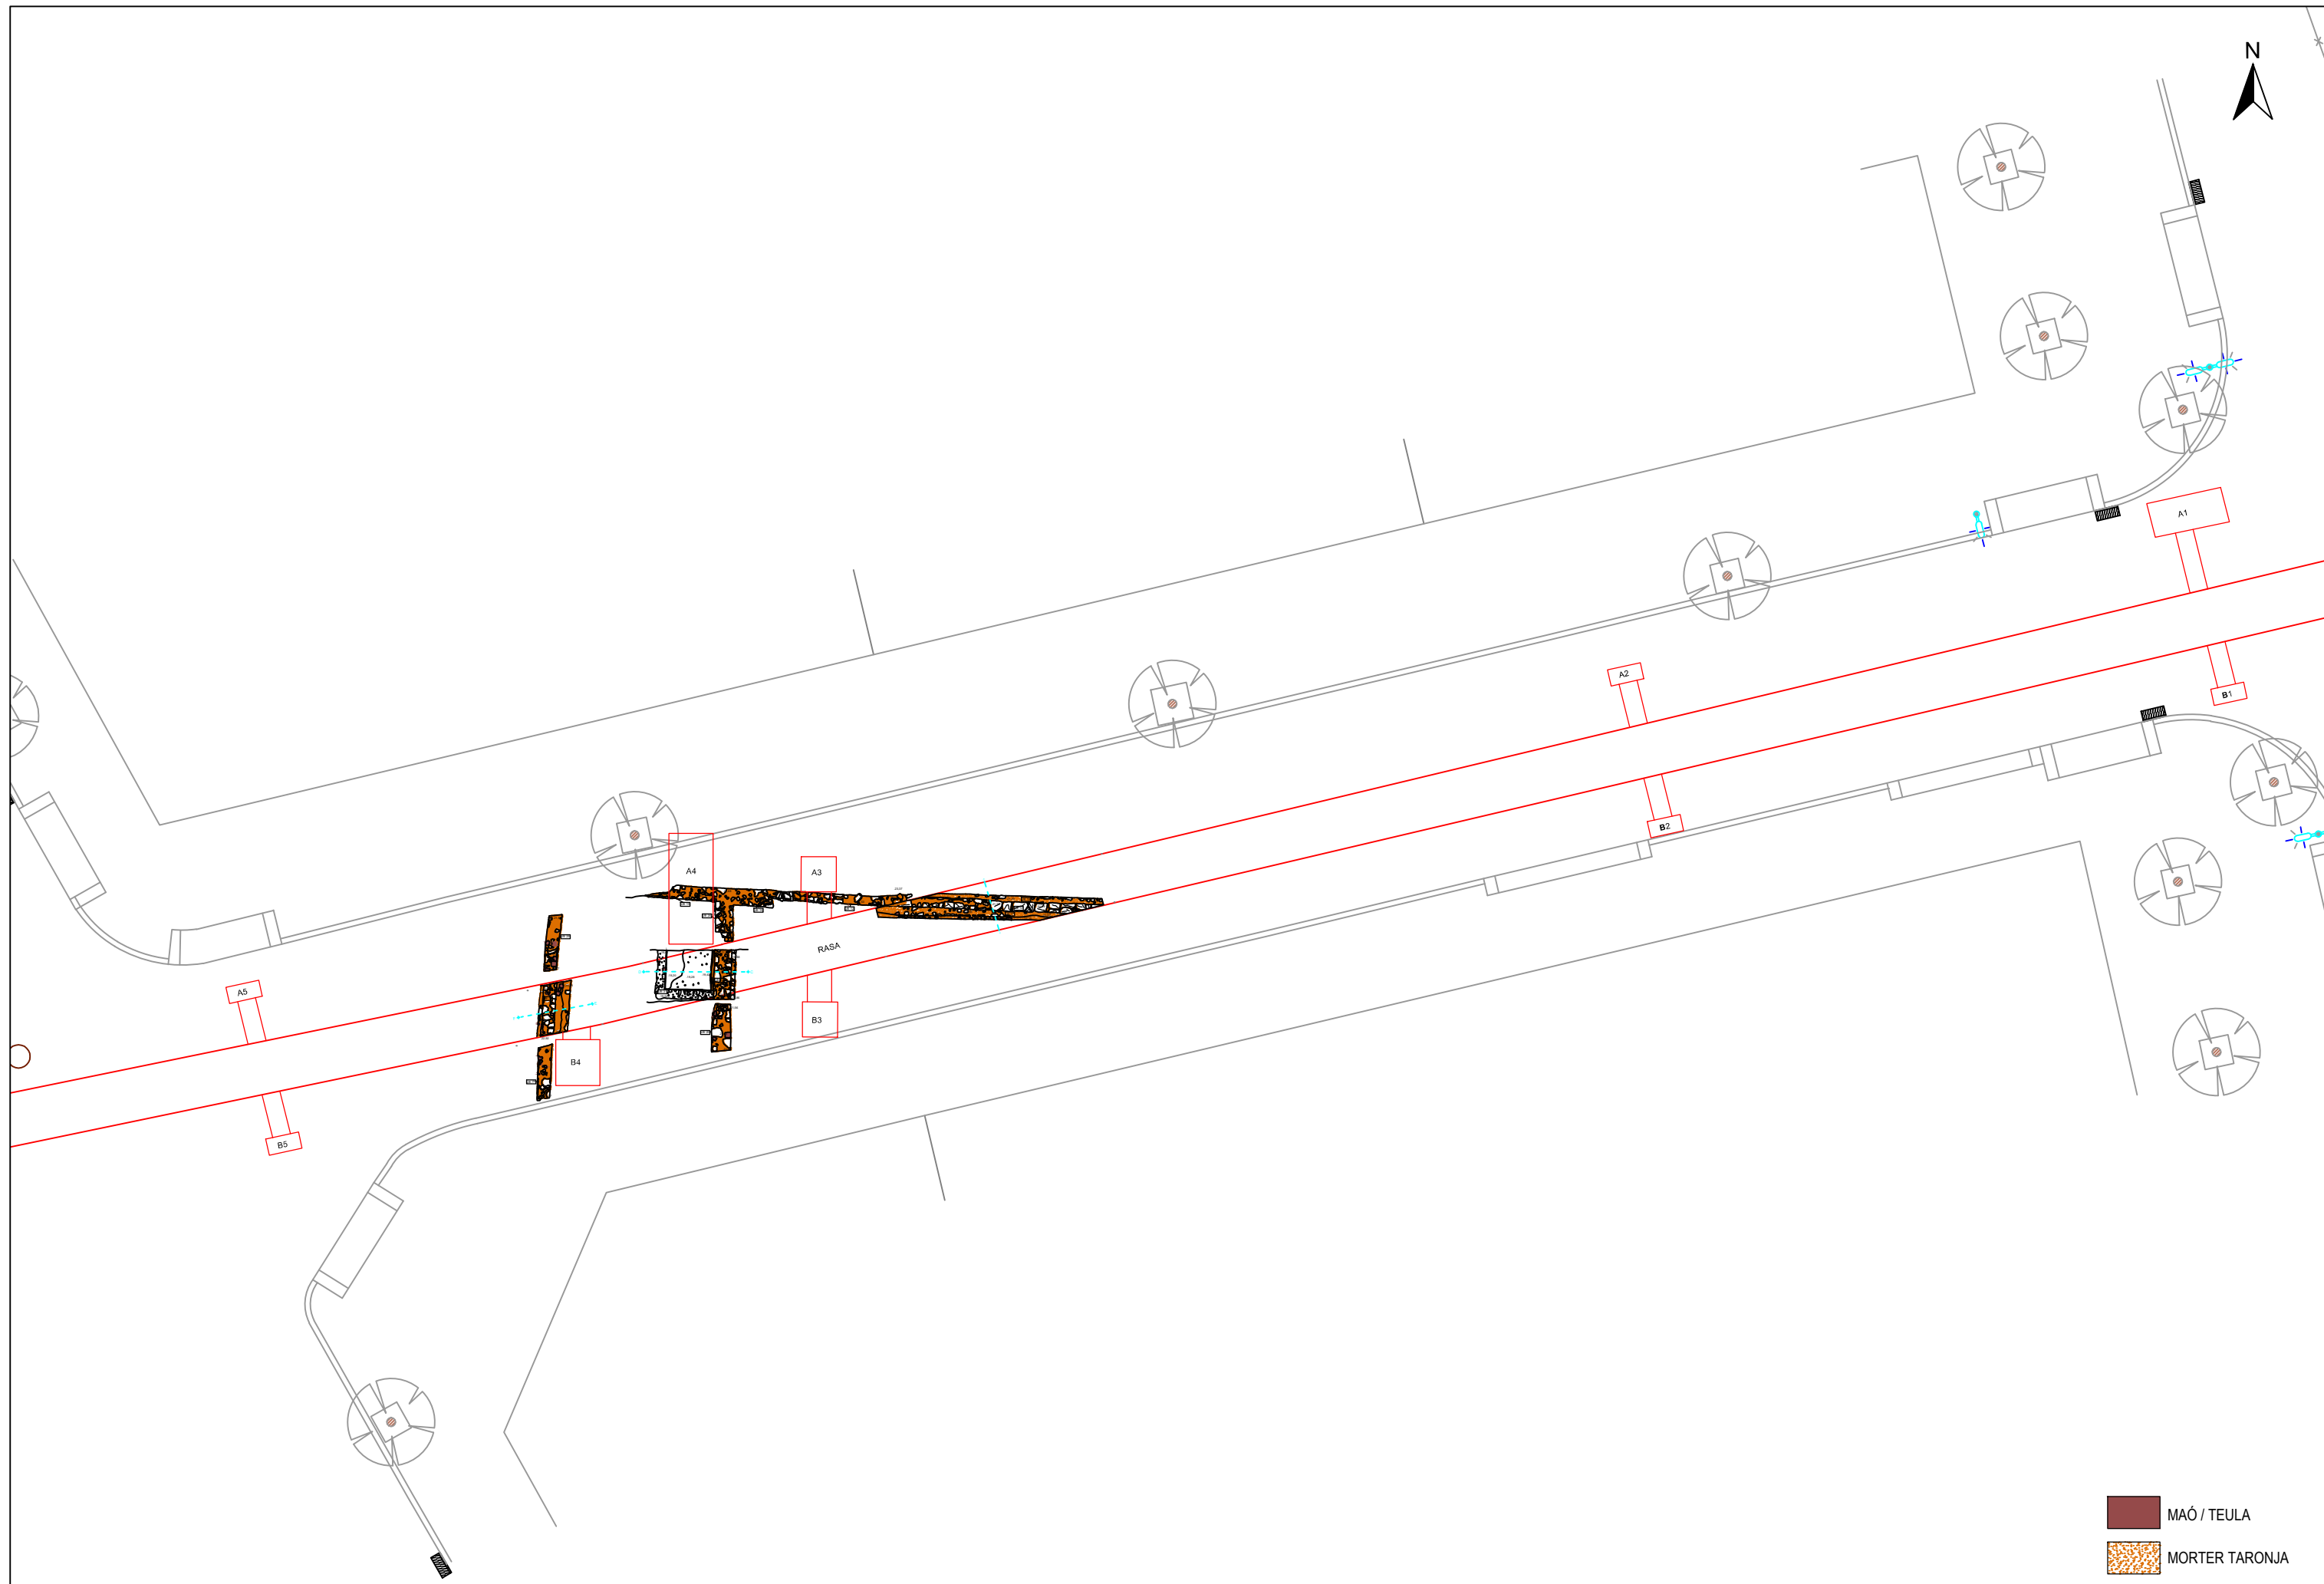 N
A1
A2
B1
B2
A4
A3
RASA
A5
B3
B4
B5
MAÓ / TEULA
MORTER TARONJA